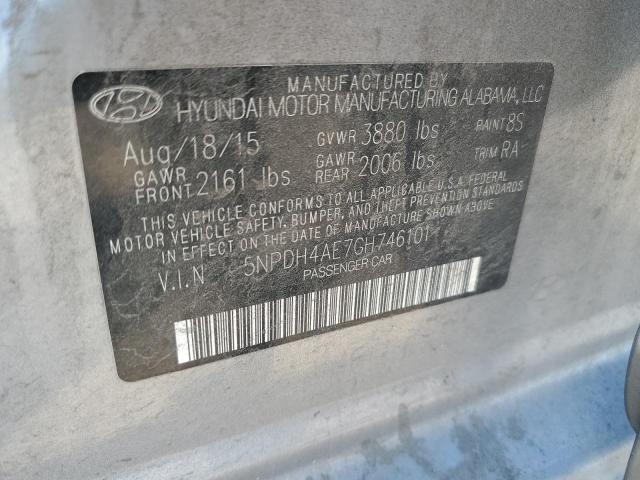 MANUFACTURED BY
HYUNDAI MOTOR MANUFACTURING ALABAMA, LLC
Aug/18/15 GVWR 3880 lbs PAINT 8S
GAWR FRONT 2161 lbs GAWR REAR 2006 lbs TRIM RA
THIS VEHICLE CONFORMS TO ALL APPLICABLE U.S.A. FEDERAL
MOTOR VEHICLE SAFETY, BUMPER, AND THEFT PREVENTION STANDARDS
IN EFFECT ON THE DATE OF MANUFACTURE SHOWN ABOVE.
V.I.N 5NPDH4AE7GH746101
PASSENGER CAR